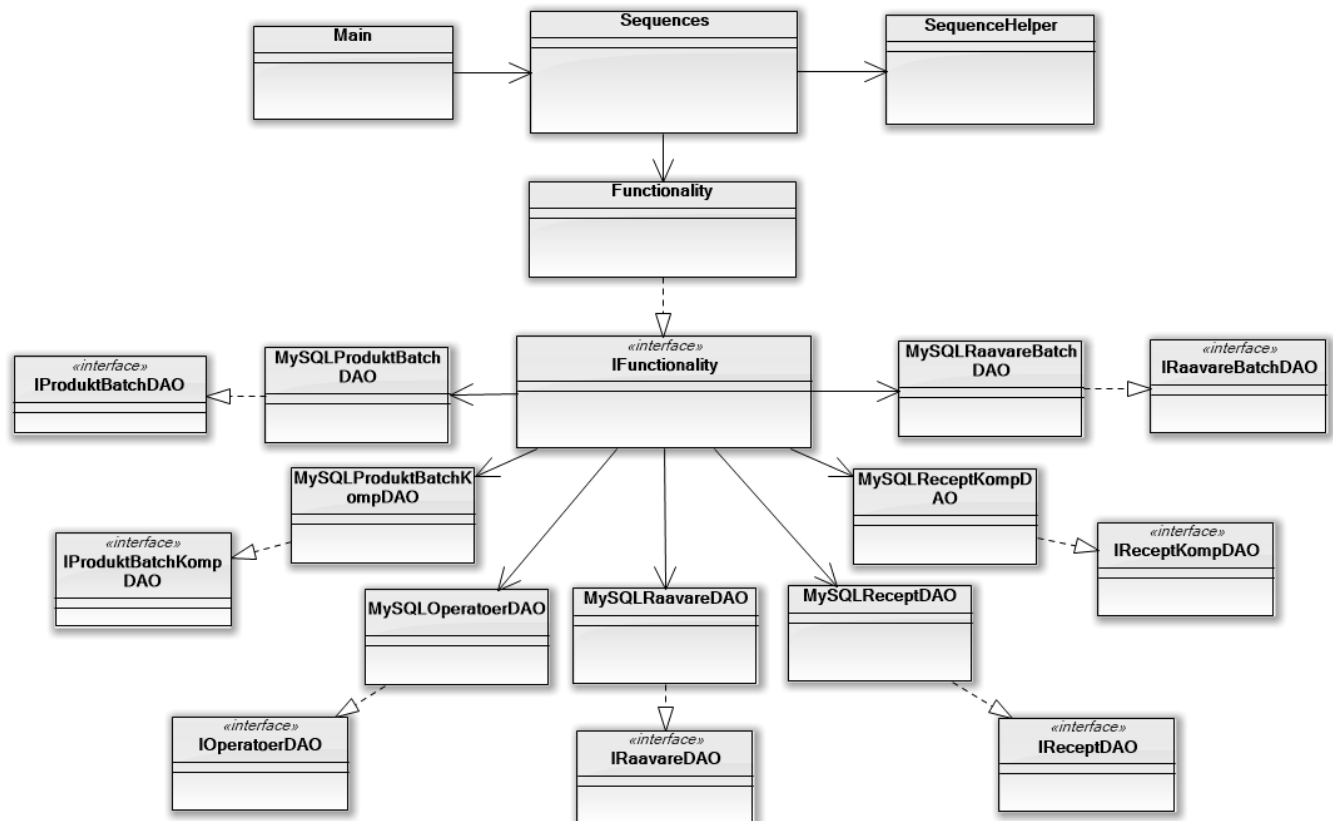 Main
Sequences
SequenceHelper
Functionality
«interface»
IFunctionality
«interface»
IProduktBatchDAO
MySQLProduktBatch
DAO
MySQLRaavareBatch
DAO
«interface»
IRaavareBatchDAO
MySQLProduktBatchK
ompDAO
MySQLReceptKompD
AO
«interface»
IProduktBatchKomp
DAO
«interface»
IReceptKompDAO
MySQLOperatoerDAO
MySQLRaavareDAO
MySQLReceptDAO
«interface»
IOperatoerDAO
«interface»
IRaavareDAO
«interface»
IReceptDAO